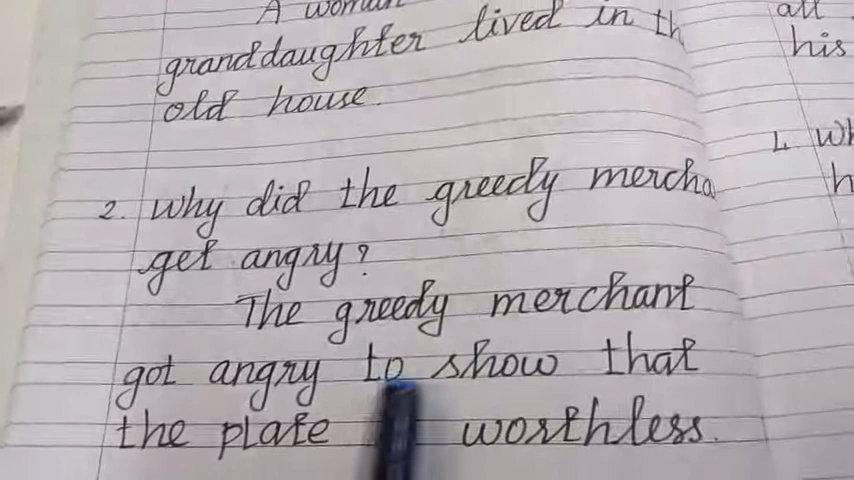 A woman
granddaughter lived in th
old house.
2. Why did the greedy mercha
get angry?
The greedy merchant
got angry to show that
the plate worthless.
all
his
4. Wh
h